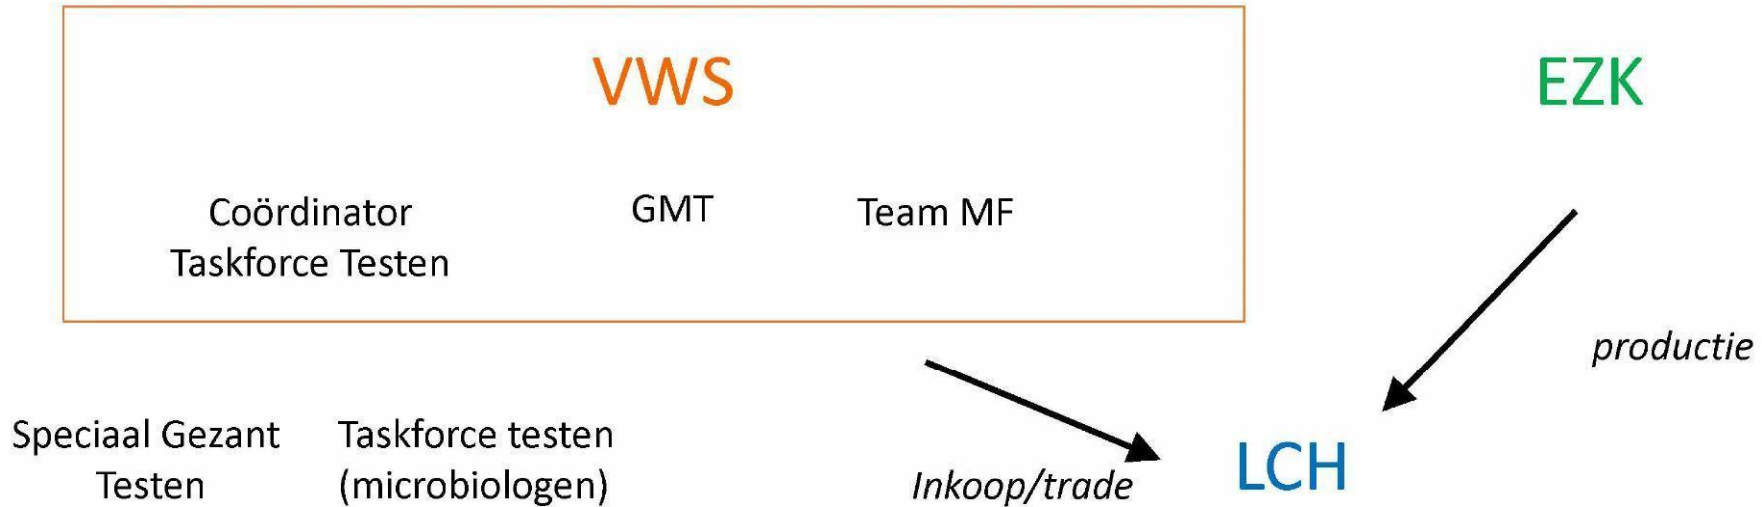 VWS
EZK
Coördinator
Taskforce Testen
GMT
Team MF
productie
Speciaal Gezant
Testen
Taskforce testen
(microbiologen)
Inkoop/trade
LCH